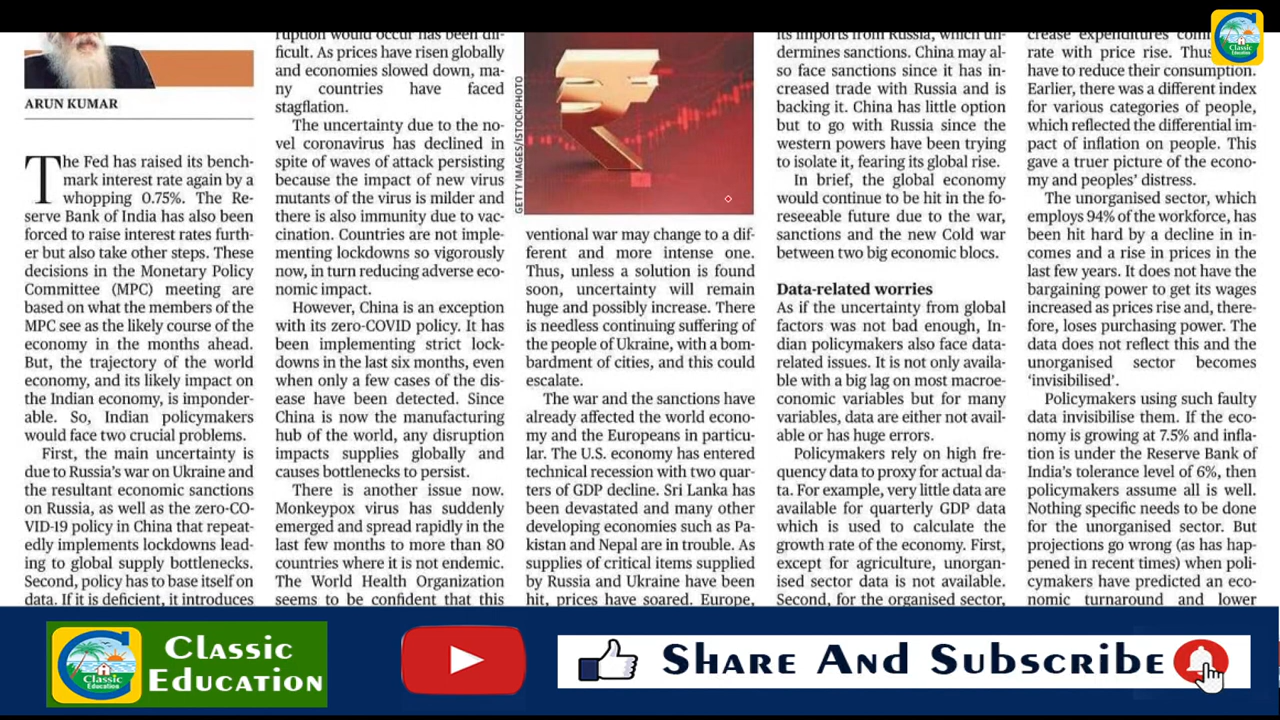 ARUN KUMAR
The Fed has raised its bench-
mark interest rate again by a
whopping 0.75%. The Re-
serve Bank of India has also been
forced to raise interest rates furth-
er but also take other steps. These
decisions in the Monetary Policy
Committee (MPC) meeting are
based on what the members of the
MPC see as the likely course of the
economy in the months ahead.
But, the trajectory of the world
economy, and its likely impact on
the Indian economy, is imponder-
able. So, Indian policymakers
would face two crucial problems.
First, the main uncertainty is
due to Russia's war on Ukraine and
the resultant economic sanctions
on Russia, as well as the zero-CO-
VID-19 policy in China that repeat-
edly implements lockdowns lead-
ing to global supply bottlenecks.
Second, policy has to base itself on
data. If it is deficient, it introduces
ruption would occur has been dif-
ficult. As prices have risen globally
and economies slowed down, ma-
ny countries have faced
stagflation.
The uncertainty due to the no-
vel coronavirus has declined in
spite of waves of attack persisting
because the impact of new virus
mutants of the virus is milder and
there is also immunity due to vac-
cination. Countries are not imple-
menting lockdowns so vigorously
now, in turn reducing adverse eco-
nomic impact.
However, China is an exception
with its zero-COVID policy. It has
been implementing strict lock-
downs in the last six months, even
when only a few cases of the dis-
ease have been detected. Since
China is now the manufacturing
hub of the world, any disruption
impacts supplies globally and
causes bottlenecks to persist.
There is another issue now.
Monkeypox virus has suddenly
emerged and spread rapidly in the
last few months to more than 80
countries where it is not endemic.
The World Health Organization
seems to be confident that this
GETTY IMAGES/ISTOCKPHOTO
ventional war may change to a dif-
ferent and more intense one.
Thus, unless a solution is found
soon, uncertainty will remain
huge and possibly increase. There
is needless continuing suffering of
the people of Ukraine, with a bom-
bardment of cities, and this could
escalate.
The war and the sanctions have
already affected the world econo-
my and the Europeans in particu-
lar. The U.S. economy has entered
technical recession with two quar-
ters of GDP decline. Sri Lanka has
been devastated and many other
developing economies such as Pa-
kistan and Nepal are in trouble. As
supplies of critical items supplied
by Russia and Ukraine have been
hit, prices have soared. Europe,
its imports from Russia, which un-
dermines sanctions. China may al-
so face sanctions since it has in-
creased trade with Russia and is
backing it. China has little option
but to go with Russia since the
western powers have been trying
to isolate it, fearing its global rise.
In brief, the global economy
would continue to be hit in the fo-
reseeable future due to the war,
sanctions and the new Cold war
between two big economic blocs.
Data-related worries
As if the uncertainty from global
factors was not bad enough, In-
dian policymakers also face data-
related issues. It is not only availa-
ble with a big lag on most macroe-
conomic variables but for many
variables, data are either not avail-
able or has huge errors.
Policymakers rely on high fre-
quency data to proxy for actual da-
ta. For example, very little data are
available for quarterly GDP data
which is used to calculate the
growth rate of the economy. First,
except for agriculture, unorgan-
ised sector data is not available.
Second, for the organised sector,
crease expenditures
rate with price rise. Thus
have to reduce their consumption.
Earlier, there was a different index
for various categories of people,
which reflected the differential im-
pact of inflation on people. This
gave a truer picture of the econo-
my and peoples' distress.
The unorganised sector, which
employs 94% of the workforce, has
been hit hard by a decline in in-
comes and a rise in prices in the
last few years. It does not have the
bargaining power to get its wages
increased as prices rise and, there-
fore, loses purchasing power. The
data does not reflect this and the
unorganised sector becomes
'invisibilised'.
Policymakers using such faulty
data invisibilise them. If the eco-
nomy is growing at 7.5% and infla-
tion is under the Reserve Bank of
India's tolerance level of 6%, then
policymakers assume all is well.
Nothing specific needs to be done
for the unorganised sector. But
projections go wrong (as has hap-
pened in recent times) when poli-
cymakers have predicted an eco-
nomic turnaround and lower
Classic
Education
Classic
Education
Classic
Education
Share And Subscribe